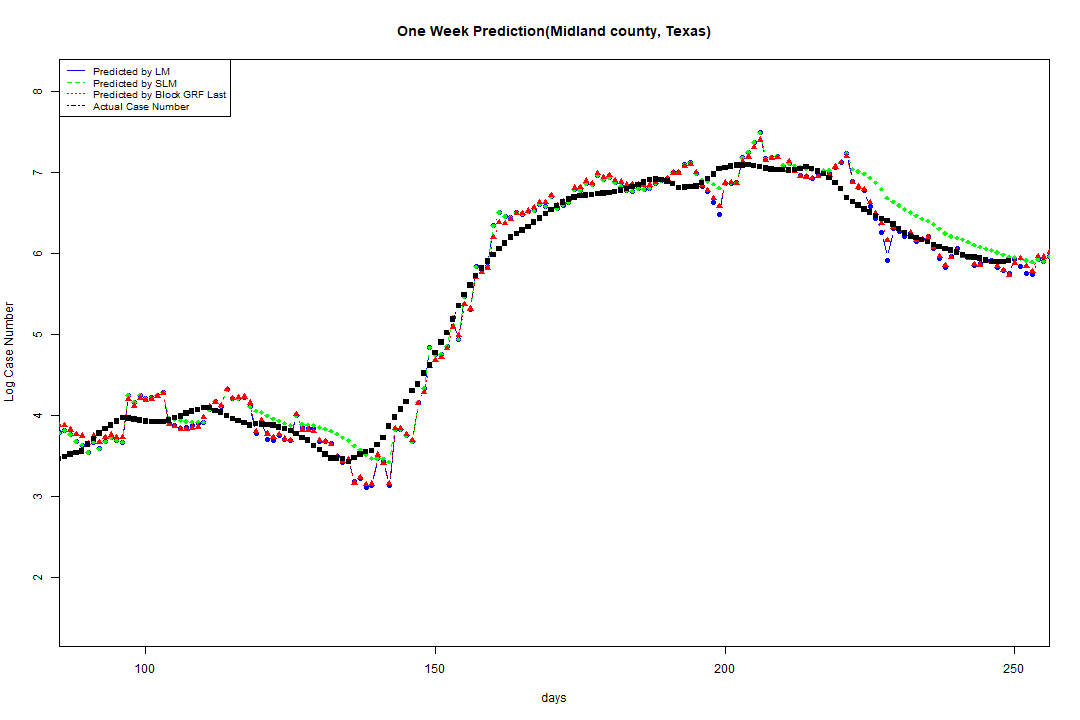 One Week Prediction(Midland county, Texas)
Predicted by LM
Predicted by SLM
Predicted by Block GRF Last
Actual Case Number
Log Case Number
8
7
6
5
4
3
2
100 150 200 250
days